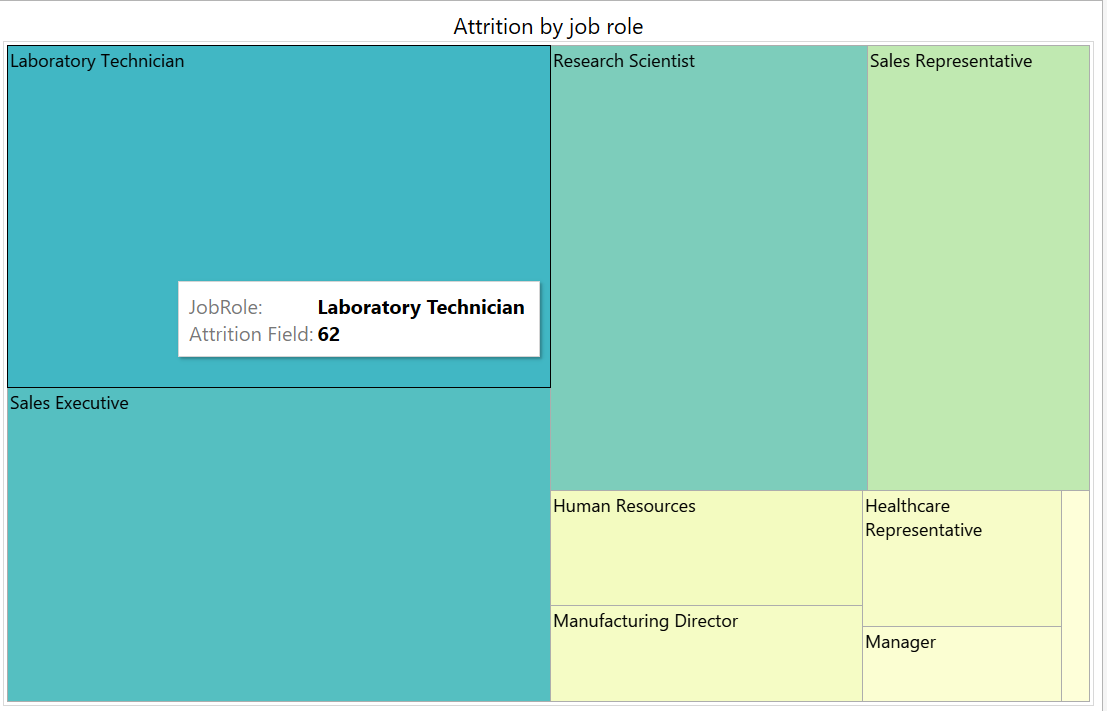 Attrition by job role
Laboratory Technician
Research Scientist
Sales Representative
JobRole: Laboratory Technician
Attrition Field: 62
Sales Executive
Human Resources
Healthcare
Representative
Manufacturing Director
Manager